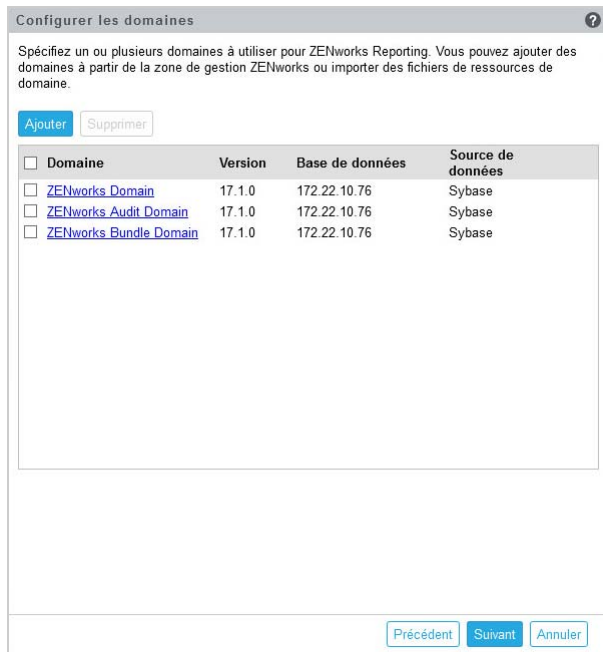 Configurer les domaines
?
Spécifiez un ou plusieurs domaines à utiliser pour ZENworks Reporting. Vous pouvez ajouter des
domaines à partir de la zone de gestion ZENworks ou importer des fichiers de ressources de
domaine.
Ajouter Supprimer
Domaine Version Base de données Source de données
ZENworks Domain 17.1.0 172.22.10.76 Sybase
ZENworks Audit Domain 17.1.0 172.22.10.76 Sybase
ZENworks Bundle Domain 17.1.0 172.22.10.76 Sybase
Précédent Suivant Annuler